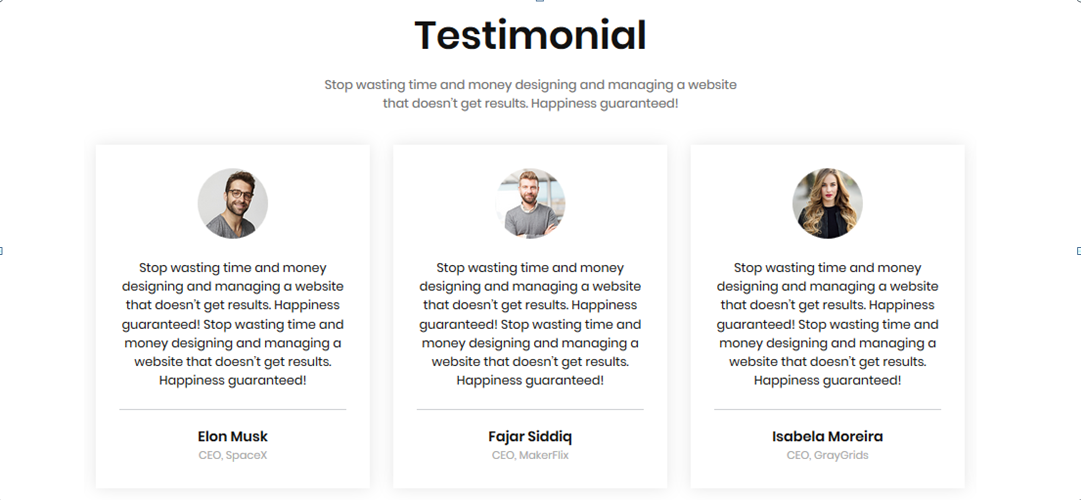 Testimonial
Stop wasting time and money designing and managing a website
that doesn't get results. Happiness guaranteed!
Stop wasting time and money
designing and managing a website
that doesn't get results. Happiness
guaranteed! Stop wasting time and
money designing and managing a
website that doesn't get results.
Happiness guaranteed!
Elon Musk
CEO, SpaceX
Stop wasting time and money
designing and managing a website
that doesn't get results. Happiness
guaranteed! Stop wasting time and
money designing and managing a
website that doesn't get results.
Happiness guaranteed!
Fajar Siddiq
CEO, MakerFlix
Stop wasting time and money
designing and managing a website
that doesn't get results. Happiness
guaranteed! Stop wasting time and
money designing and managing a
website that doesn't get results.
Happiness guaranteed!
Isabela Moreira
CEO, GrayGrids